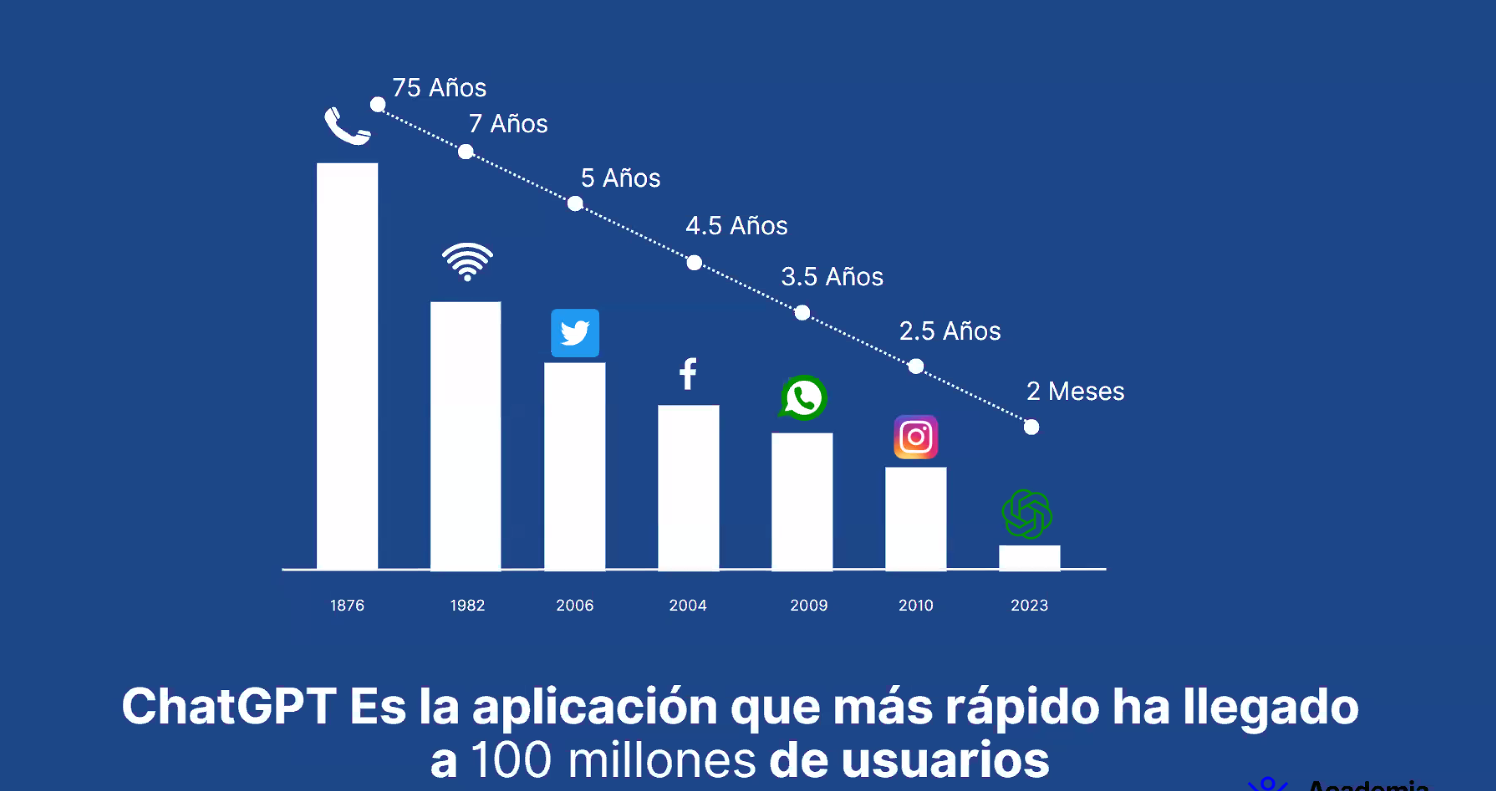 75 Años
7 Años
5 Años
4.5 Años
3.5 Años
2.5 Años
2 Meses
1876
1982
2006
2004
2009
2010
2023
ChatGPT Es la aplicación que más rápido ha llegado
a 100 millones de usuarios
Academia